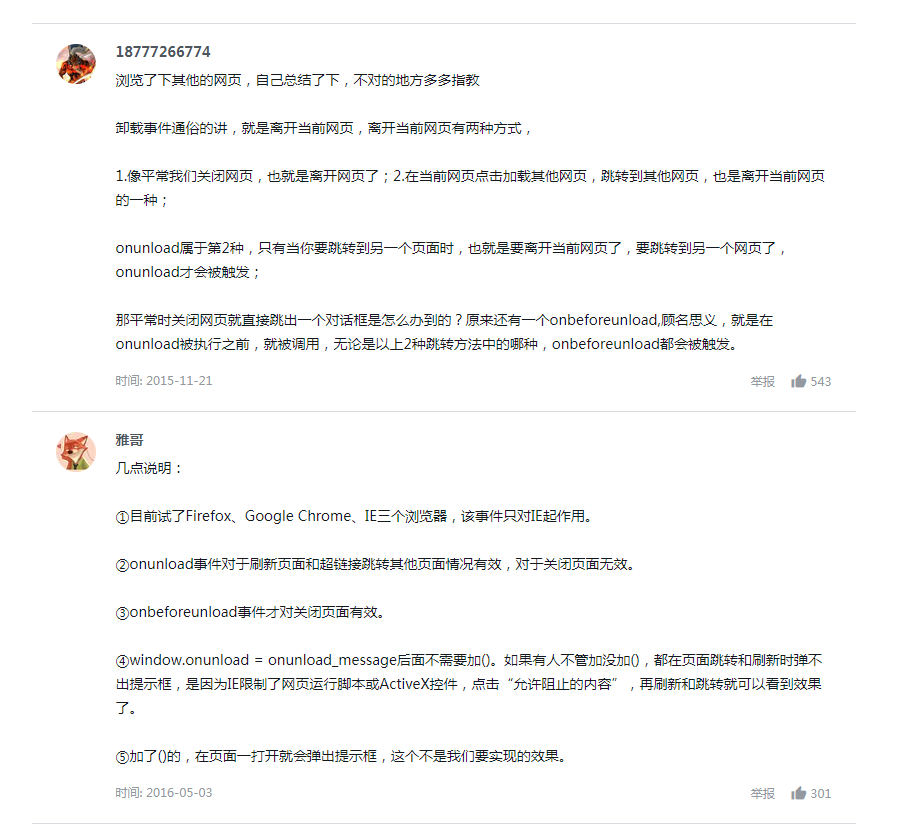 18777266774
浏览了下其他的网页，自己总结了下，不对的地方多多指教
卸载事件通俗的讲，就是离开当前网页，离开当前网页有两种方式，
1.像平常我们关闭网页，也就是离开网页了；2.在当前网页点击加载其他网页，跳转到其他网页，也是离开当前网页
的一种；
onunload属于第2种，只有当你要跳转到另一个页面时，也就是要离开当前网页了，要跳转到另一个网页了，
onunload才会被触发；
那平常时关闭网页就直接跳出一个对话框是怎么办到的？原来还有一个onbeforeunload,顾名思义，就是在
onunload被执行之前，就被调用，无论是以上2种跳转方法中的哪种，onbeforeunload都会被触发。
时间: 2015-11-21 举报 543
雅哥
几点说明：
①目前试了Firefox、Google Chrome、IE三个浏览器，该事件只对IE起作用。
②onunload事件对于刷新页面和超链接跳转其他页面情况有效，对于关闭页面无效。
③onbeforeunload事件才对关闭页面有效。
④window.onunload = onunload_message后面不需要加()。如果有人不管加没加()，都在页面跳转和刷新时弹不
出提示框，是因为IE限制了网页运行脚本或ActiveX控件，点击“允许阻止的内容”，再刷新和跳转就可以看到效果
了。
⑤加了()的，在页面一打开就会弹出提示框，这个不是我们要实现的效果。
时间: 2016-05-03 举报 301